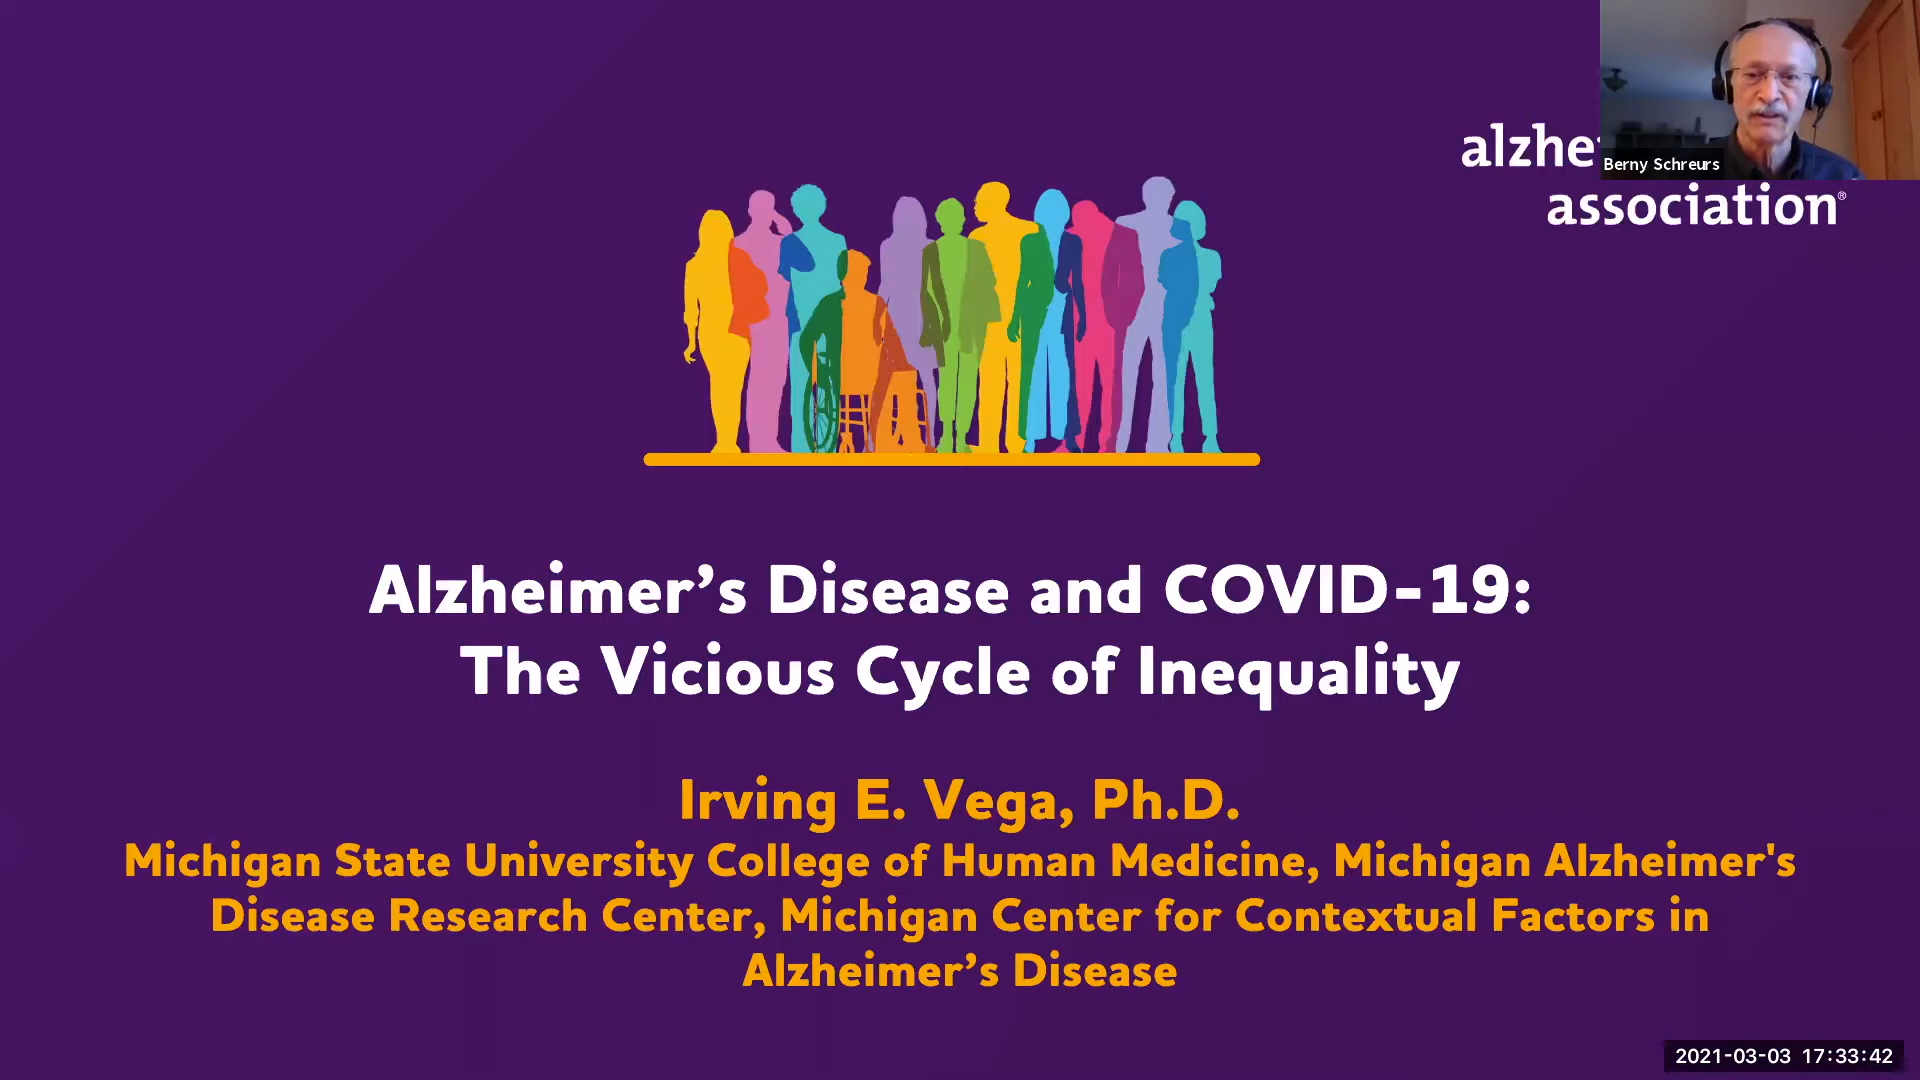 alzhe
Berny Schreurs
association®
Alzheimer’s Disease and COVID-19:
The Vicious Cycle of Inequality
Irving E. Vega, Ph.D.
Michigan State University College of Human Medicine, Michigan Alzheimer's
Disease Research Center, Michigan Center for Contextual Factors in
Alzheimer’s Disease
2021-03-03 17:33:42